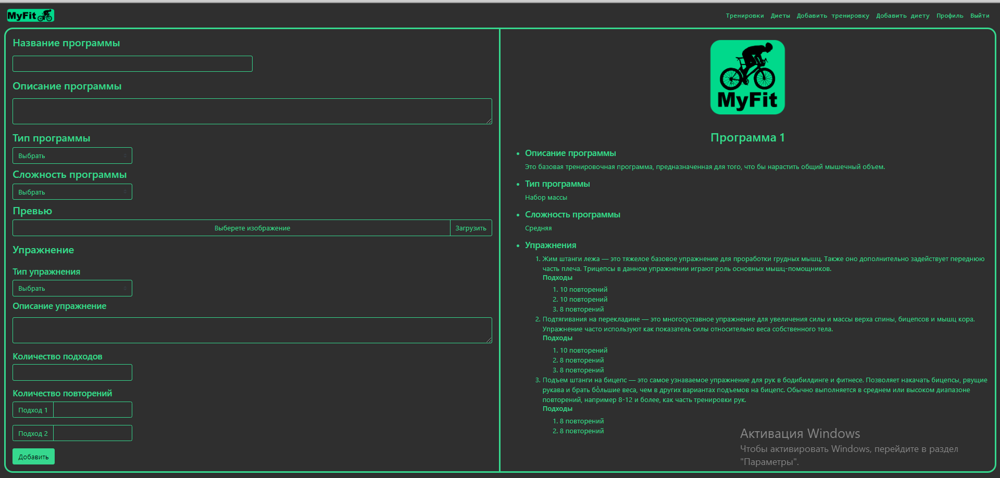 MyFit
Тренировки Диеты Добавить тренировку Добавить диету Профиль Выйти
Название программы
Описание программы
Тип программы
Выбрать
Сложность программы
Выбрать
Превью
Выберете изображение Загрузить
Упражнение
Тип упражнения
Выбрать
Описание упражнение
Количество подходов
Количество повторений
Подход 1
Подход 2
Добавить
MyFit
Программа 1
• Описание программы
Это базовая тренировочная программа, предназначенная для того, что бы нарастить общий мышечный объем.
• Тип программы
Набор массы
• Сложность программы
Средняя
• Упражнения
1. Жим штанги лежа — это тяжелое базовое упражнение для проработки грудных мышц. Также оно дополнительно задействует переднюю
часть плеча. Трицепсы в данном упражнении играют роль основных мышц-помощников.
Подходы
1. 10 повторений
2. 10 повторений
3. 8 повторений
2. Подтягивания на перекладине — это многосуставное упражнение для увеличения силы и массы верха спины, бицепсов и мышц кора.
Упражнение часто используют как показатель силы относительно веса собственного тела.
Подходы
1. 10 повторений
2. 8 повторений
3. 8 повторений
3. Подъем штанги на бицепс — это самое узнаваемое упражнение для рук в бодибилдинге и фитнесе. Позволяет накачать бицепсы, рвущие
рукава и брать бо̀льшие веса, чем в других вариантах подъемов на бицепс. Обычно выполняется в среднем или высоком диапазоне
повторений, например 8-12 и более, как часть тренировки рук.
Подходы
1. 8 повторений
2. 8 повторений
Активация Windows
Чтобы активировать Windows, перейдите в раздел
"Параметры".